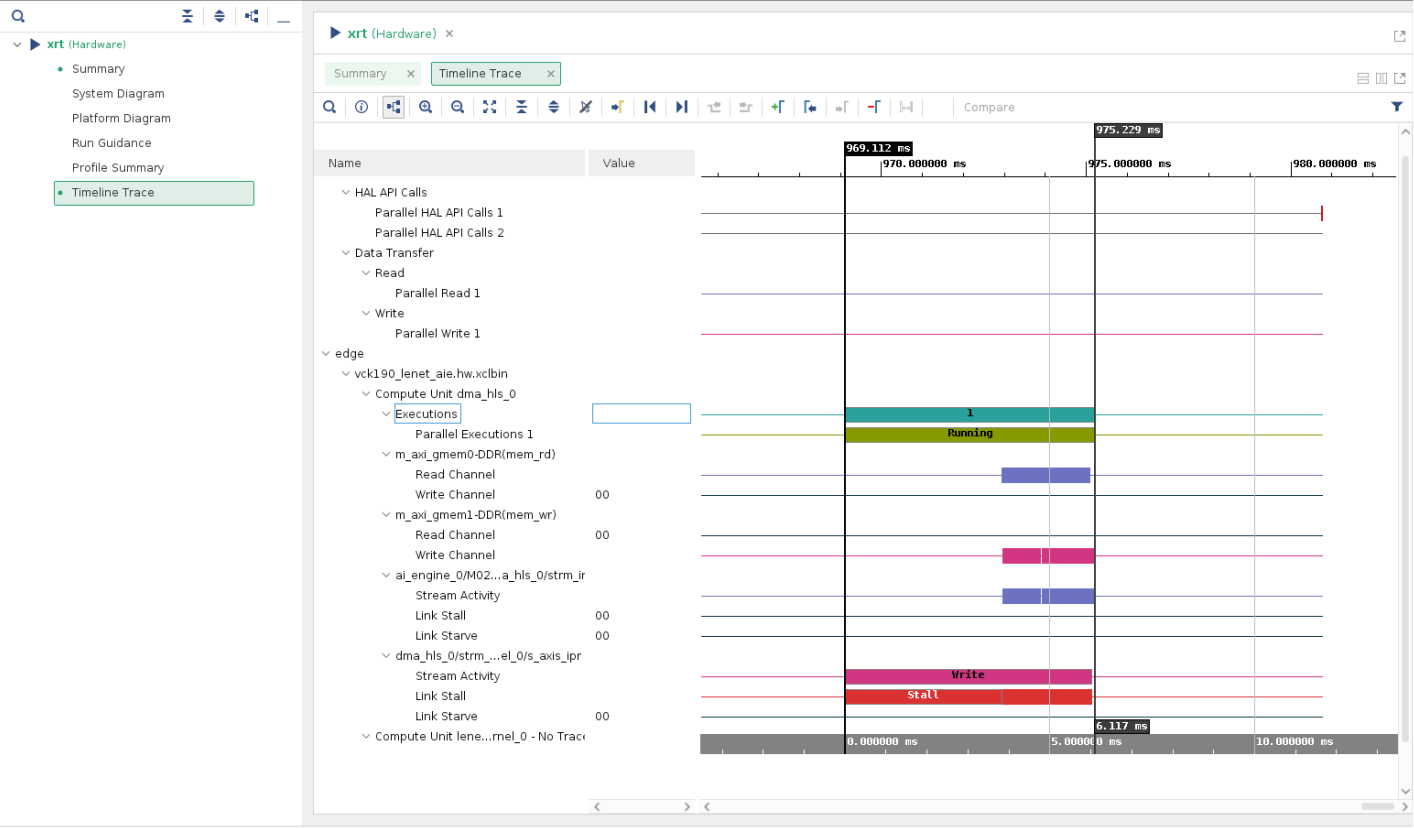 xrt (Hardware)
Summary
System Diagram
Platform Diagram
Run Guidance
Profile Summary
Timeline Trace
xrt (Hardware)
Summary
Timeline Trace
Compare
975.229 ms
969.112 ms
Name Value
970.000000 ms 975.000000 ms 980.000000 ms
HAL API Calls
Parallel HAL API Calls 1
Parallel HAL API Calls 2
Data Transfer
Read
Parallel Read 1
Write
Parallel Write 1
edge
vck190_lenet_aie.hw.xclbin
Compute Unit dma_hls_0
Executions 1
Parallel Executions 1 Running
m_axi_gmem0-DDR(mem_rd)
Read Channel
Write Channel 00
m_axi_gmem1-DDR(mem_wr)
Read Channel 00
Write Channel
ai_engine_0/M02...a_hls_0/strm_ir
Stream Activity
Link Stall 00
Link Starve 00
dma_hls_0/strm_...el_0/s_axis_ipr
Stream Activity Write
Link Stall Stall
Link Starve 00
6.117 ms
Compute Unit lene...rnel_0 - No Trace
0.000000 ms 5.000000 ms 10.000000 ms